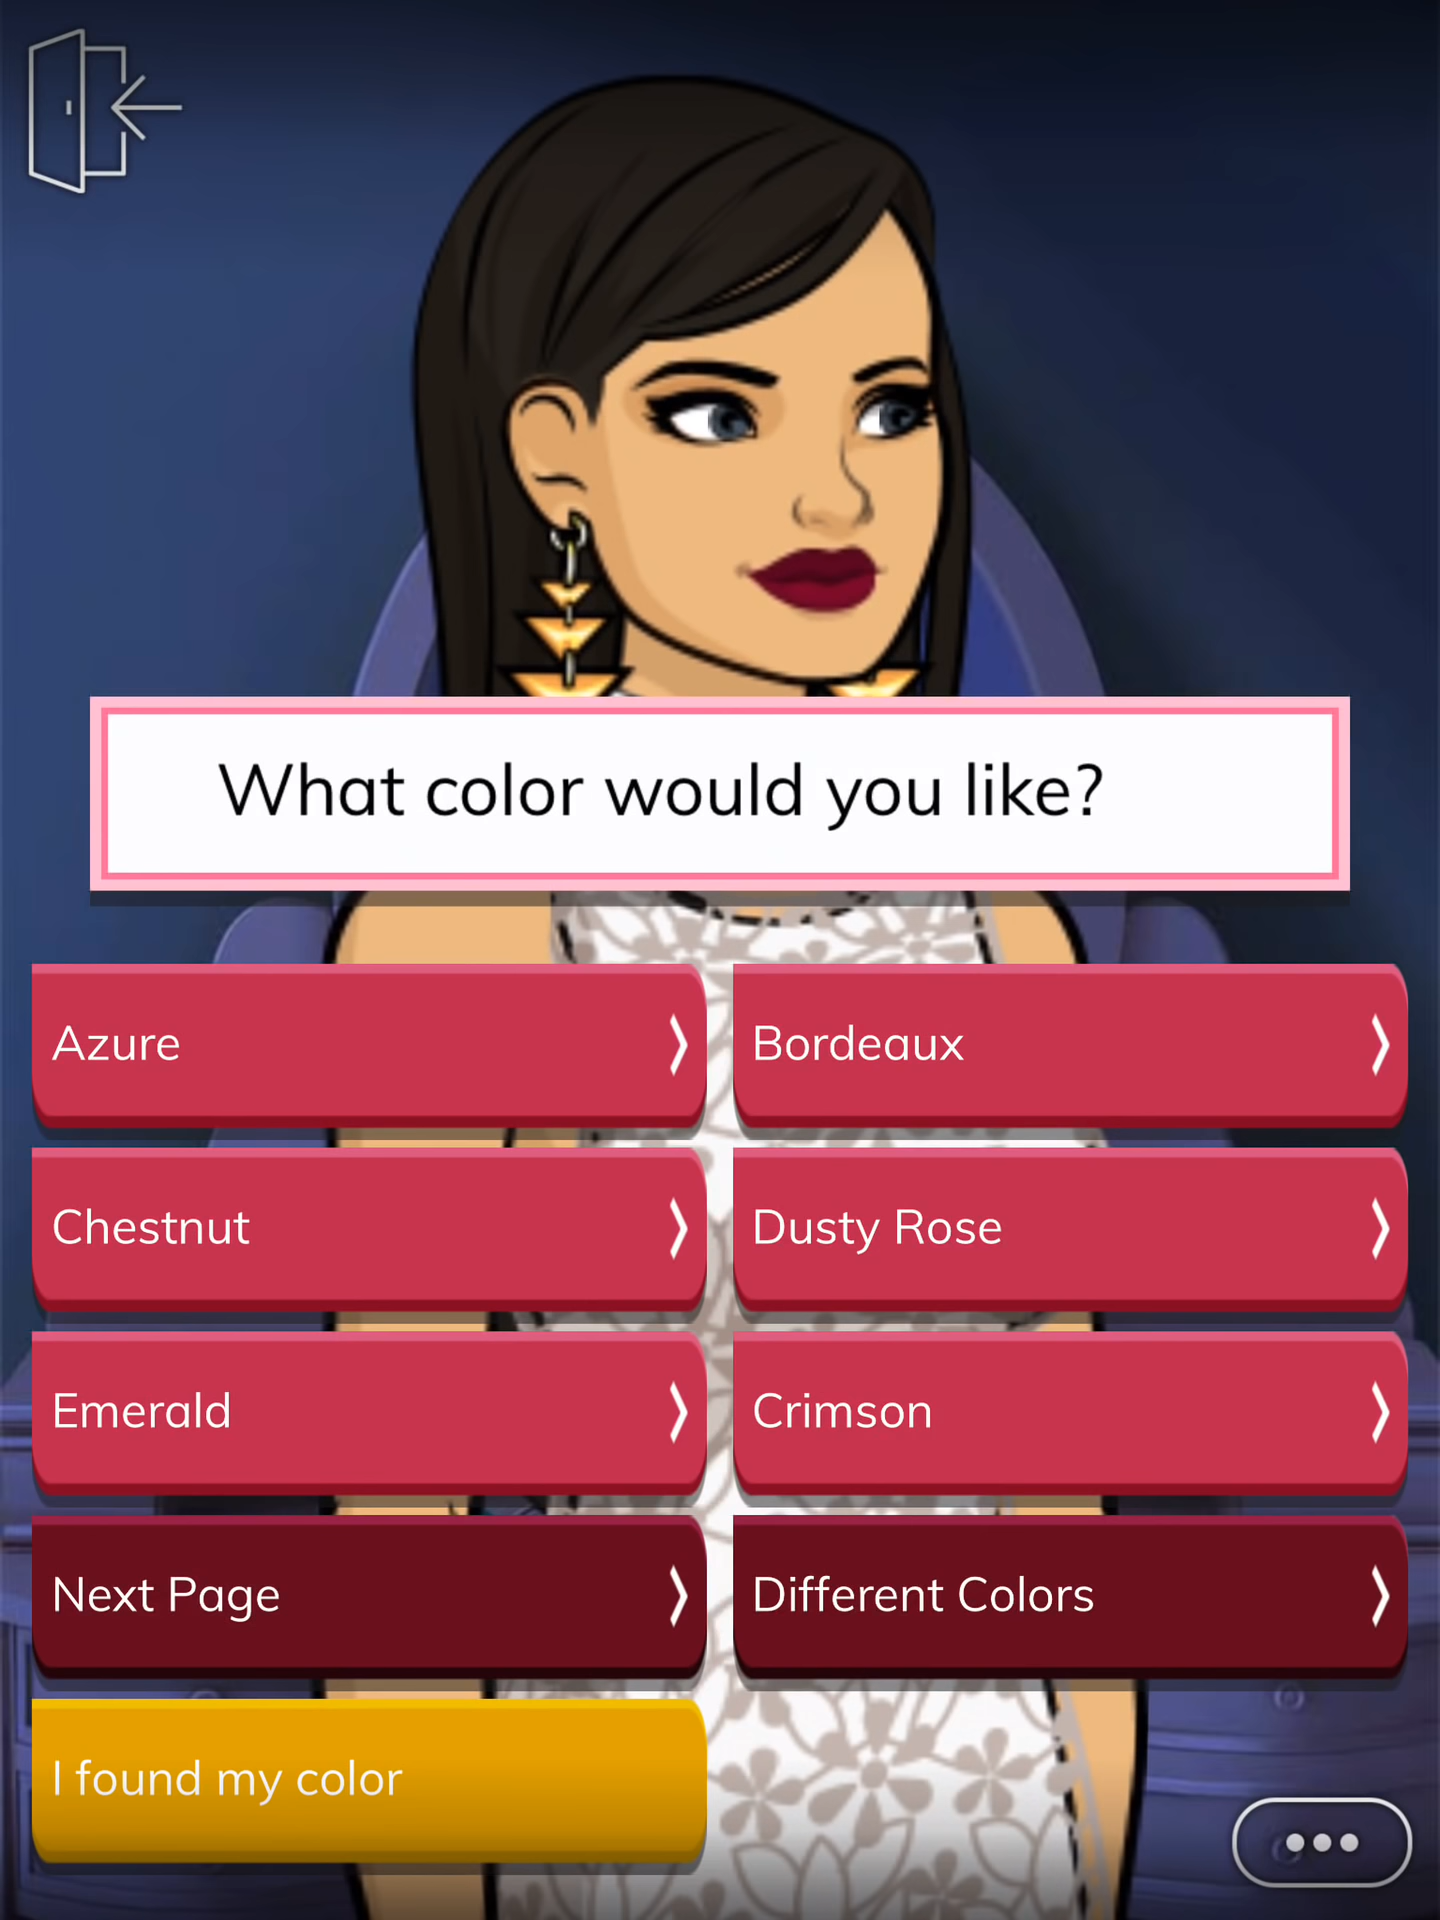 What color would you like?
Azure
Bordeaux
Chestnut
Dusty Rose
Emerald
Crimson
Next Page
Different Colors
I found my color